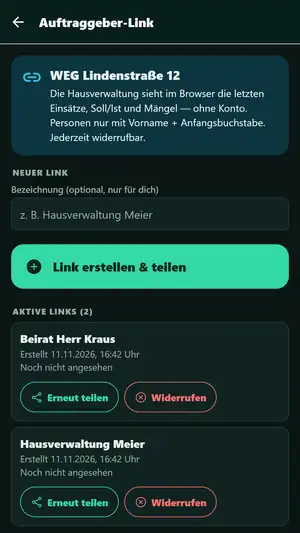 Auftraggeber-Link
WEG Lindenstraße 12
Die Hausverwaltung sieht im Browser die letzten
Einsätze, Soll/Ist und Mängel — ohne Konto.
Personen nur mit Vorname + Anfangsbuchstabe.
Jederzeit widerrufbar.
NEUER LINK
Bezeichnung (optional, nur für dich)
z. B. Hausverwaltung Meier
Link erstellen & teilen
AKTIVE LINKS (2)
Beirat Herr Kraus
Erstellt 11.11.2026, 16:42 Uhr
Noch nicht angesehen
Erneut teilen
Widerrufen
Hausverwaltung Meier
Erstellt 11.11.2026, 16:42 Uhr
Noch nicht angesehen
Erneut teilen
Widerrufen